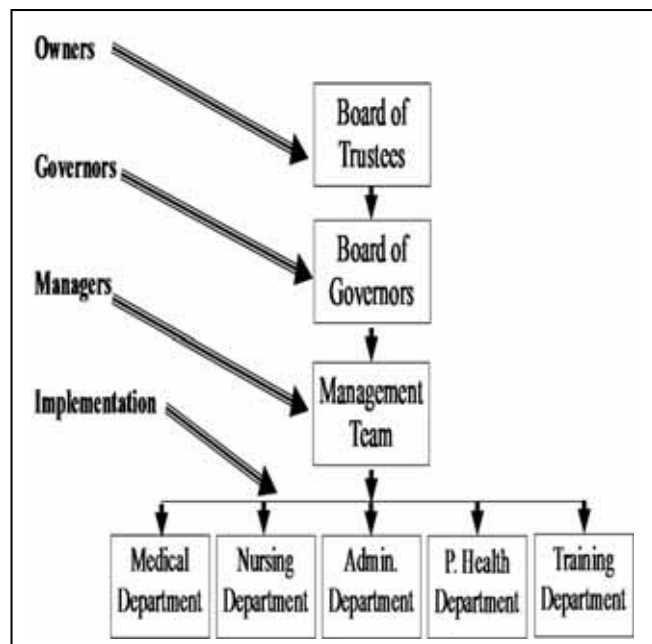 Owners
Board of
Trustees
Governors
Board of
Governors
Managers
Management
Team
Implementation
Medical
Department
Nursing
Department
Admin.
Department
P. Health
Department
Training
Department